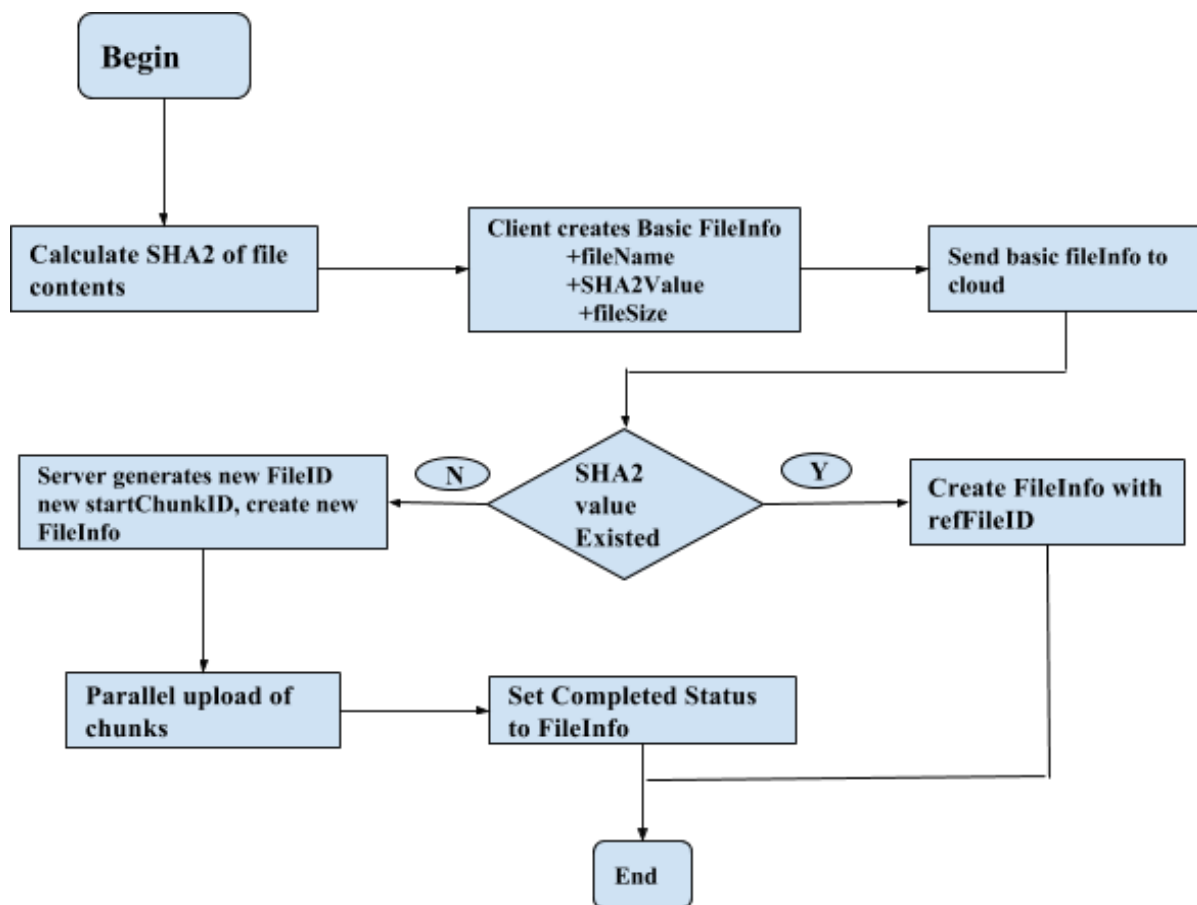 Begin
Calculate SHA2 of file
contents
Client creates Basic FileInfo
+fileName
+SHA2Value
+fileSize
Send basic fileInfo to
cloud
SHA2
value
Existed
N
Y
Server generates new FileID
new startChunkID, create new
FileInfo
Create FileInfo with
refFileID
Parallel upload of
chunks
Set Completed Status
to FileInfo
End